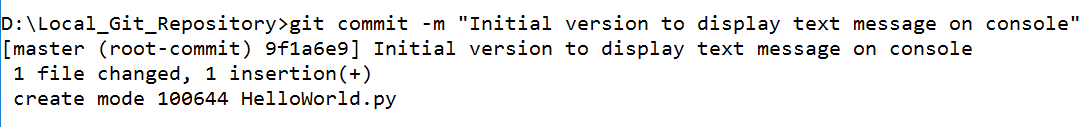 D:\Local_Git_Repository>git commit -m "Initial version to display text message on console"
[master (root-commit) 9f1a6e9] Initial version to display text message on console
 1 file changed, 1 insertion(+)
 create mode 100644 HelloWorld.py